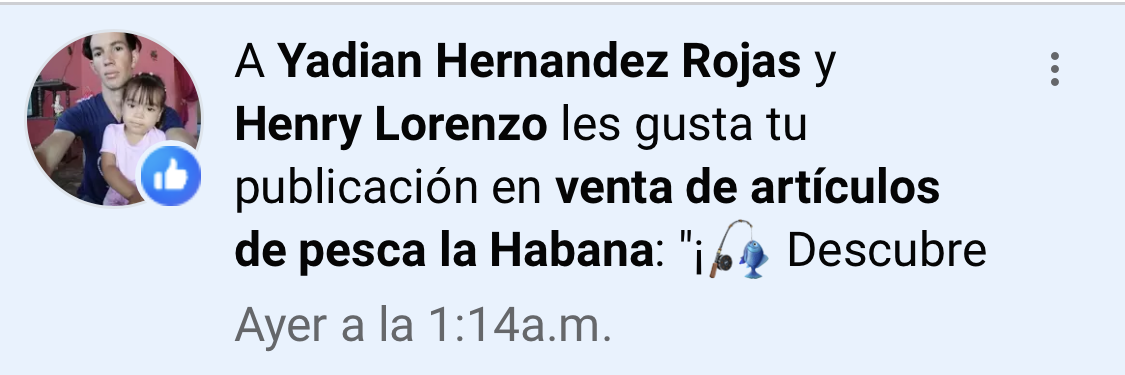 A Yadian Hernandez Rojas y
Henry Lorenzo les gusta tu
publicación en venta de artículos
de pesca la Habana: "¡🎣 Descubre
Ayer a la 1:14a.m.